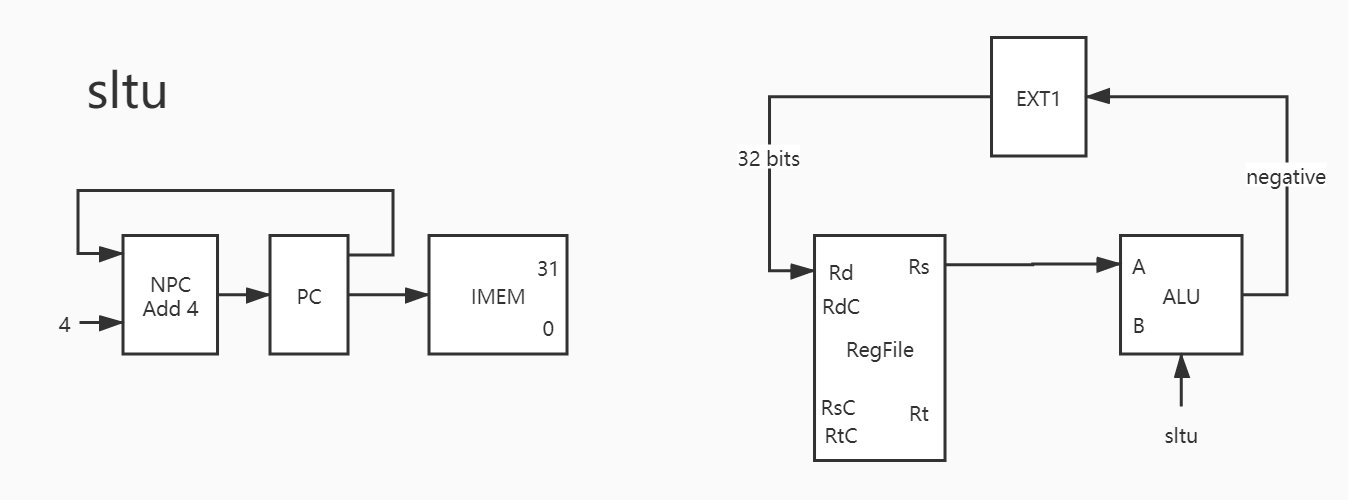 sltu
NPC
Add 4
4
PC
IMEM
31
0
EXT1
32 bits
negative
Rd
Rs
RdC
RegFile
RsC
Rt
RtC
A
ALU
B
sltu